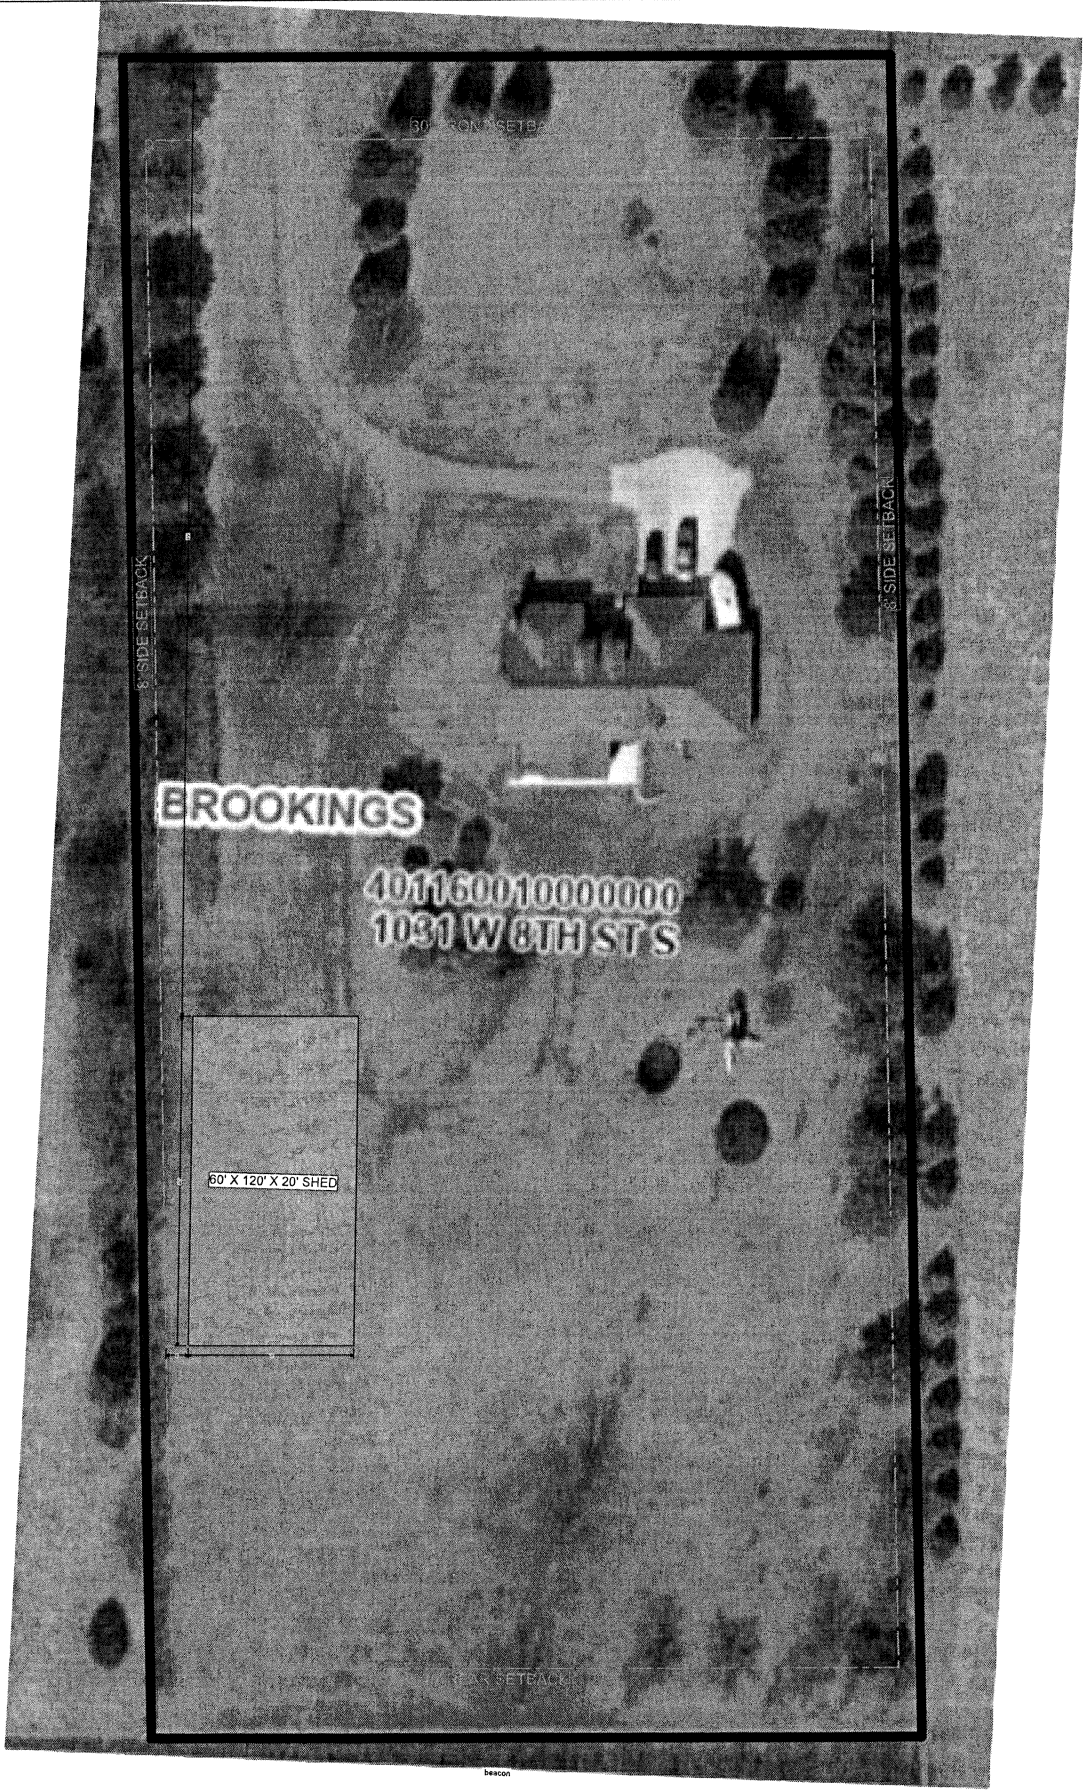 30' FRONT SETBACK
8' SIDE SETBACK
8' SIDE SETBACK
BROOKINGS
401160010000000
1031 W 8TH ST S
60' X 120' X 20' SHED
REAR SETBACK
beacon